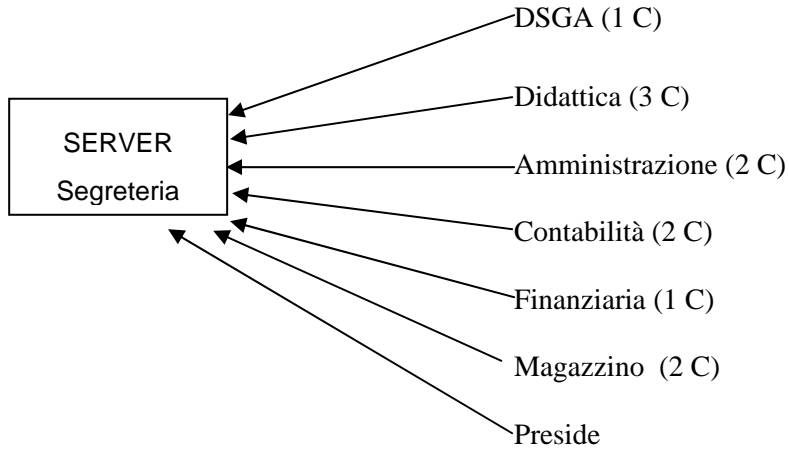 DSGA (1 C)
Didattica (3 C)
SERVER
Segreteria
Amministrazione (2 C)
Contabilità (2 C)
Finanziaria (1 C)
Magazzino (2 C)
Preside